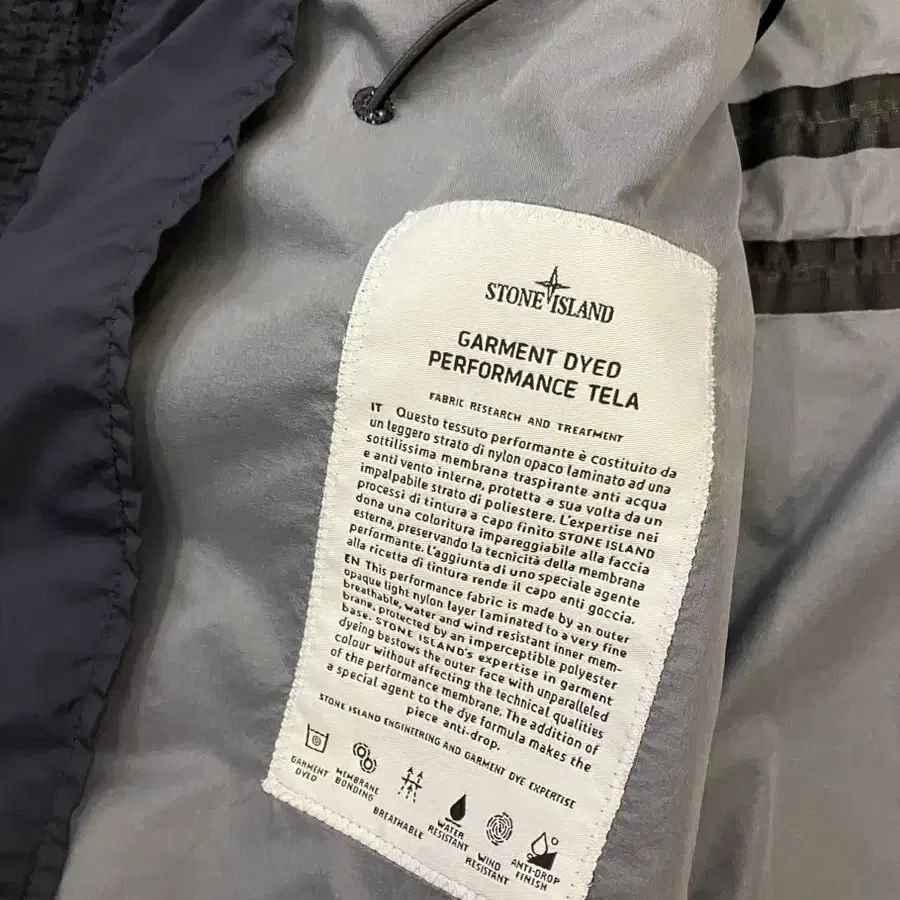 STONE ISLAND
GARMENT DYED
PERFORMANCE TELA
FABRIC RESEARCH AND TREATMENT
IT Questo tessuto performante è costituito da
un leggero strato di nylon opaco laminato ad una
sottilissima membrana traspirante anti acqua
e anti vento interna, protetta a sua volta da un
impalpabile strato di poliestere. L'expertise nei
processi di tintura a capo finito STONE ISLAND
dona una coloritura impareggiabile alla faccia
esterna, preservando la tecnicità della membrana
performante. L'aggiunta di uno speciale agente
alla ricetta di tintura rende il capo anti goccia.
EN This performance fabric is made by an outer
opaque light nylon layer laminated to a very fine
breathable, water and wind resistant inner mem-
brane, protected by an imperceptible polyester
base. STONE ISLAND's expertise in garment
dyeing bestows the outer face with unparalleled
colour without affecting the technical qualities
of the performance membrane. The addition of
a special agent to the dye formula makes the
piece anti-drop.
STONE ISLAND ENGINEERING AND GARMENT DYE EXPERTISE
GARMENT
DYED
MEMBRANE
BONDING
BREATHABLE
WATER
RESISTANT
WIND
RESISTANT
ANTI-DROP
FINISH